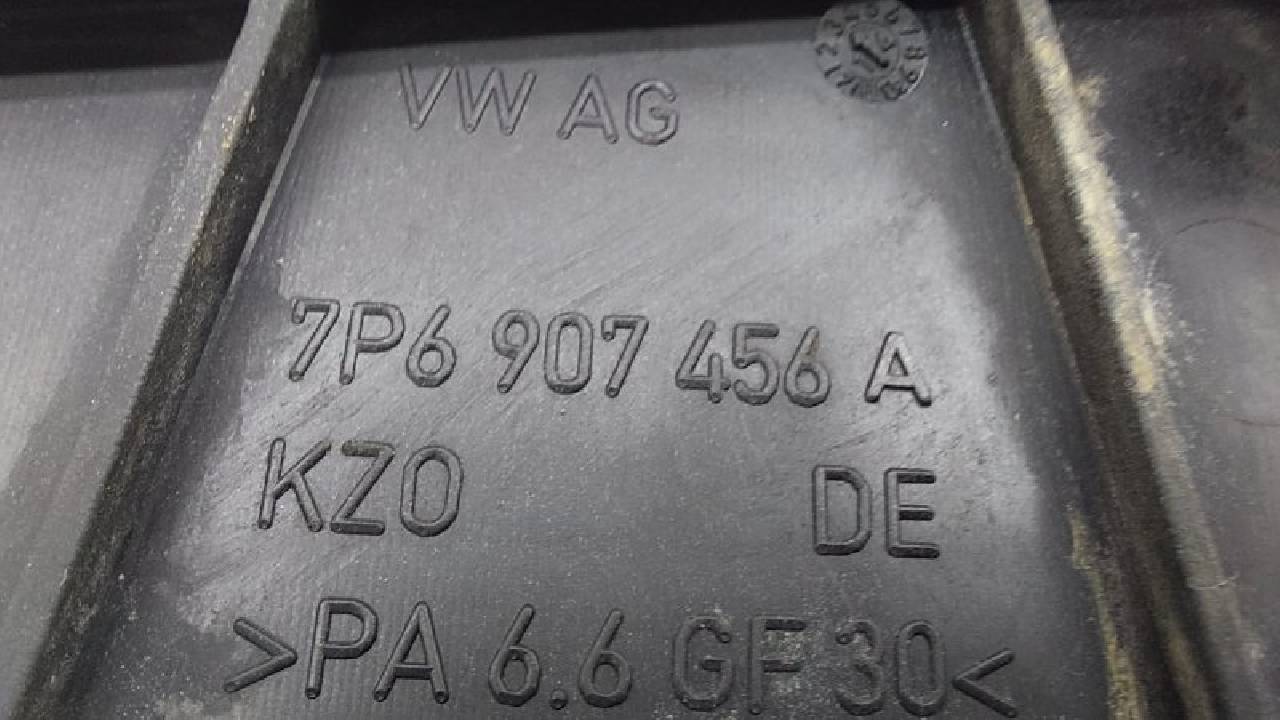 VW AG
7P6 907 456 A
KZO DE
>PA 6.6 GF 30<